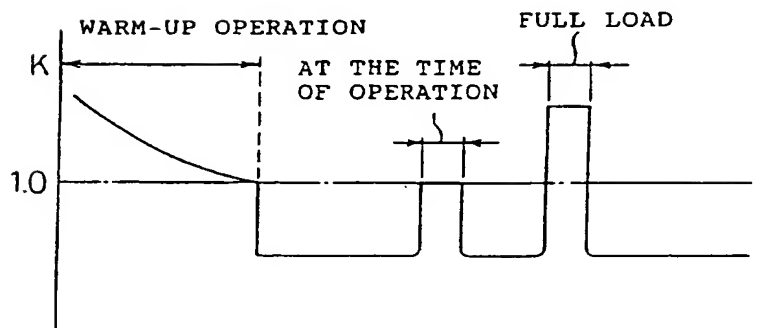 FULL LOAD
WARM-UP OPERATION
K
AT THE TIME
OF OPERATION
1.0